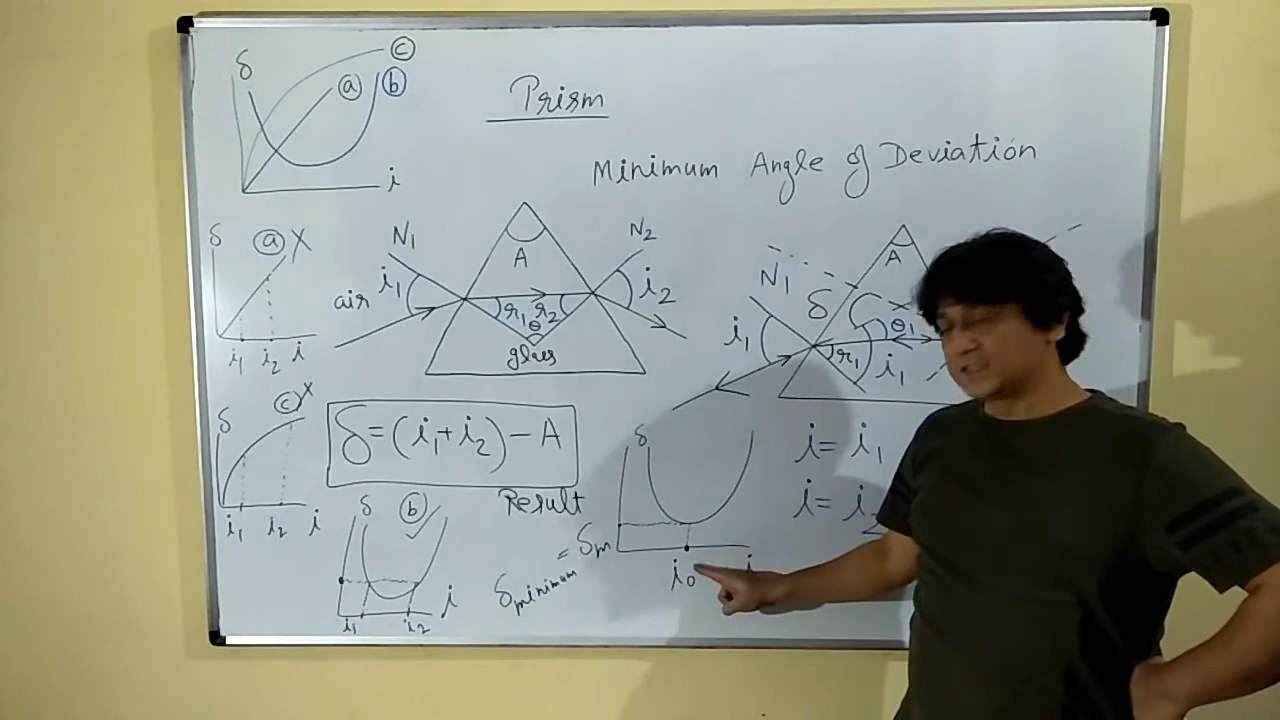 δ
ⓒ
ⓐ
ⓑ
i
Prism
Minimum Angle of Deviation
δ
ⓐ X
i₁ i₂ i
N₁
N₂
A
air i₁
i₂
r₁ r₂
θ
glass
A
N₁
δ
θ₁
i₁
r₁
i₁
δ
ⓒ X
i₁ i₂ i
δ=(i₁+i₂)-A
Result
δ
ⓑ ✓
i
i₁ i₂
δ
δminimum = δm
i₀
i
i= i₁
i= i₂